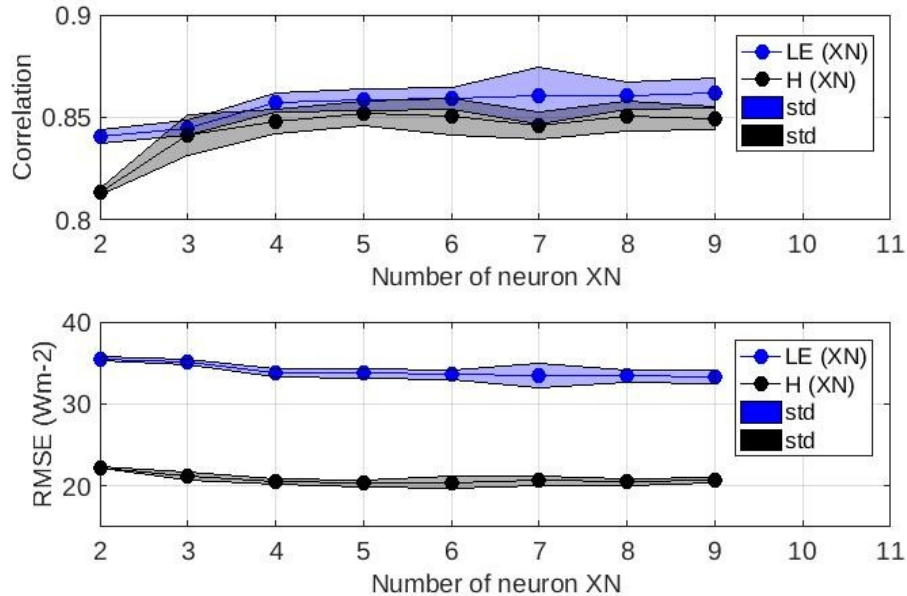 0.9
0.85
0.8
Correlation
LE (XN)
H (XN)
std
std
2 3 4 5 6 7 8 9 10 11
Number of neuron XN
40
30
20
RMSE (Wm-2)
LE (XN)
H (XN)
std
std
2 3 4 5 6 7 8 9 10 11
Number of neuron XN